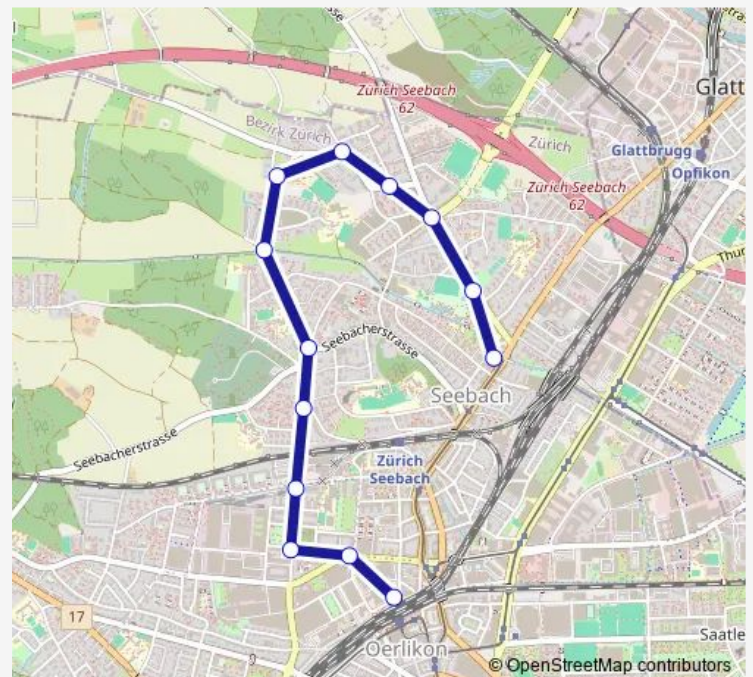 Glatt
Zürich Seebach
62
Bezirk Zürich
Zürich
Glattbrugg
Opfikon
Zürich Seebach
62
Thur
Seebacherstrasse
Seebach
Seebacherstrasse
Zürich
Seebach
17
Saatle
Oerlikon
© OpenStreetMap contributors